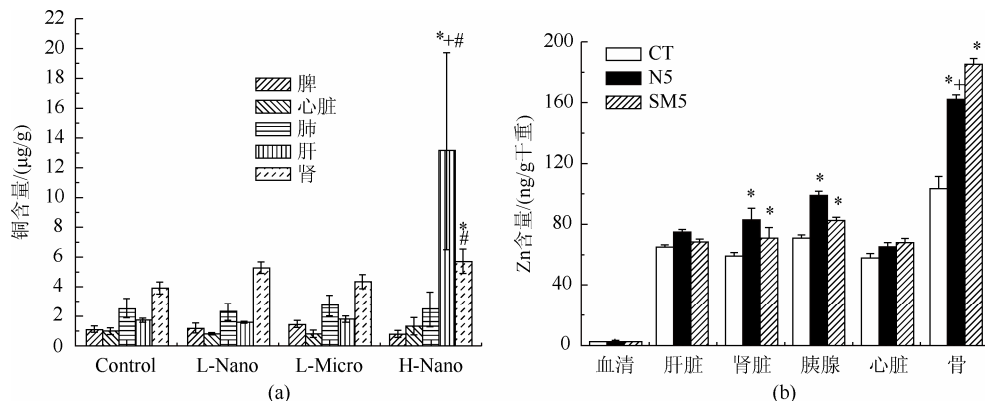 (a)
22
20
18
16
14
12
10
8
6
4
2
0
铜含量/(μg/g)
脾
心脏
肺
肝
肾
*+#
*
#
Control L-Nano L-Micro H-Nano
(a)
200
160
120
80
40
0
Zn含量/(ng/g干重)
CT
N5
SM5
* *
* *
*+ *
血清 肝脏 肾脏 胰腺 心脏 骨
(b)